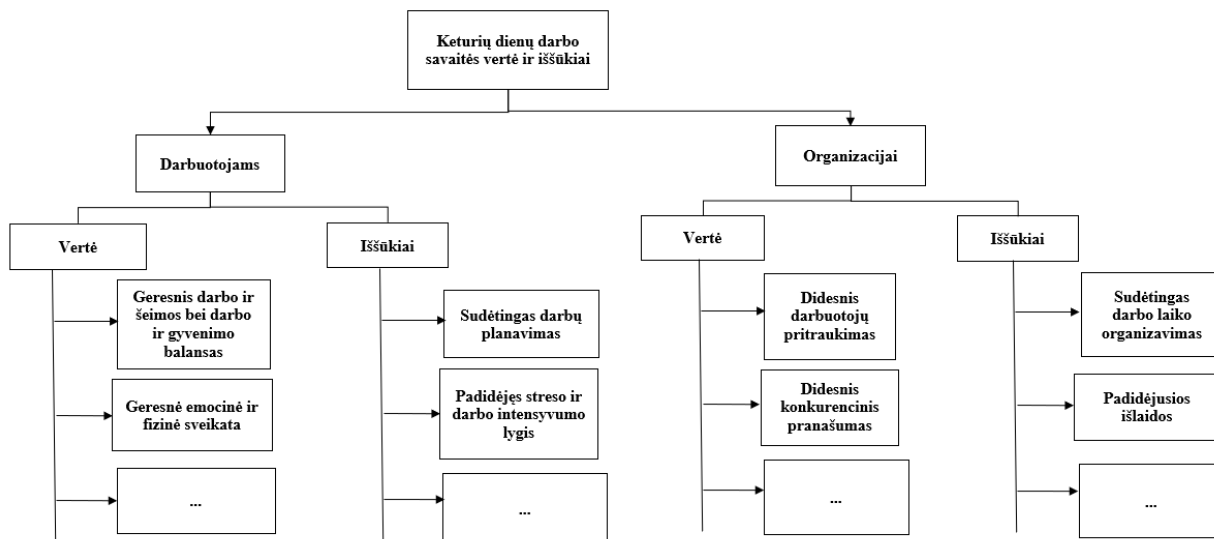 Keturių dienų darbo
savaitės vertė ir iššūkiai
Darbuotojams
Organizacijai
Vertė
Iššūkiai
Vertė
Iššūkiai
Geresnis darbo ir
šeimos bei darbo
ir gyvenimo
balansas
Geresnė emocinė ir
fizinė sveikata
...
Sudėtingas darbų
planavimas
Padidėjęs streso ir
darbo intensyvumo
lygis
...
Didesnis
darbuotojų
pritraukimas
Didesnis
konkurencinis
pranašumas
...
Sudėtingas
darbo laiko
organizavimas
Padidėjusios
išlaidos
...